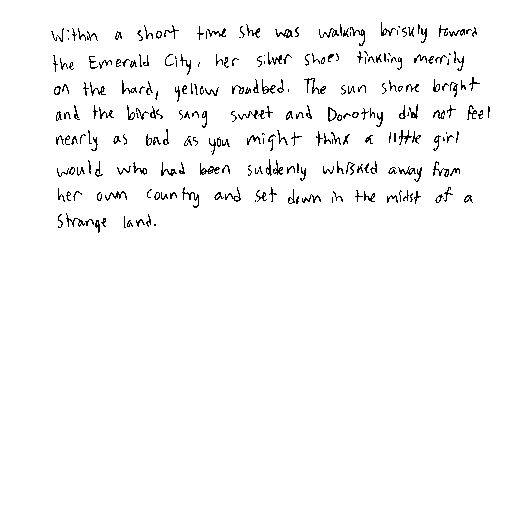 Within a short time she was walking briskly toward
the Emerald City, her silver shoes tinkling merrily
on the hard, yellow roadbed. The sun shone bright
and the birds sang sweet and Dorothy did not feel
nearly as bad as you might think a little girl
would who had been suddenly whisked away from
her own country and set down in the midst of a
strange land.